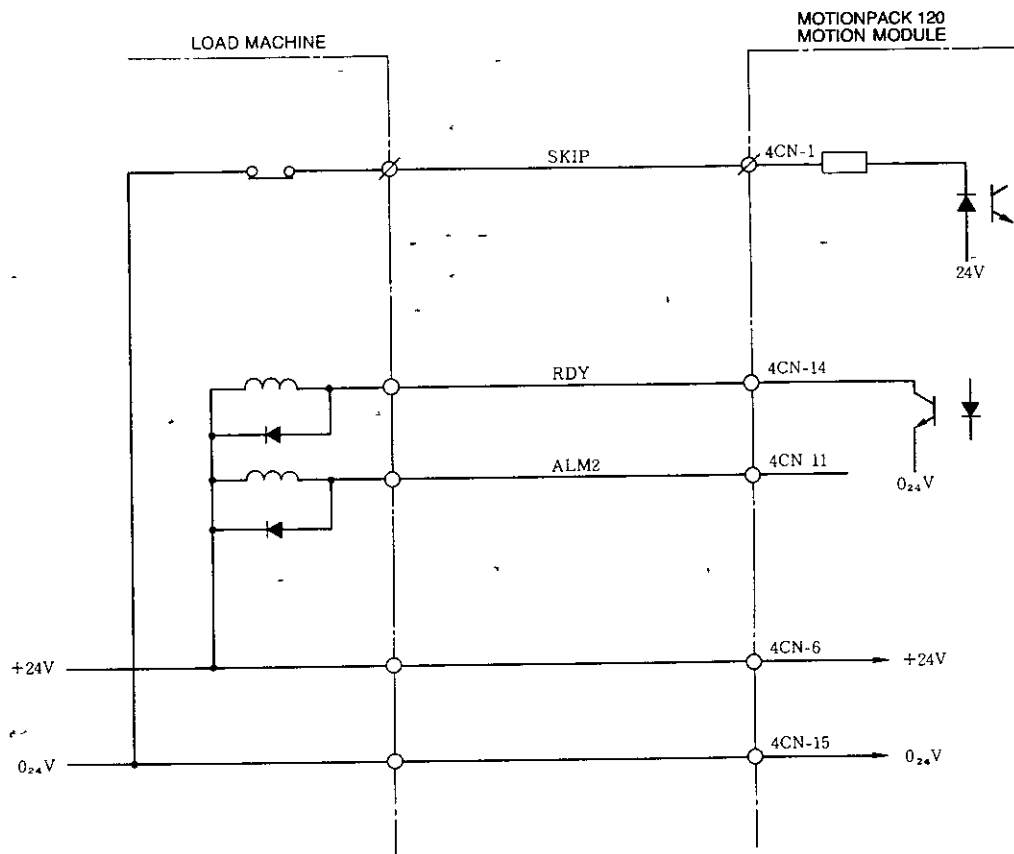 LOAD MACHINE
MOTIONPACK 120
MOTION MODULE
SKIP
4CN-1
24V
RDY
4CN-14
ALM2
4CN 11
0₂₄V
+24V
4CN-6
+24V
0₂₄V
4CN-15
0₂₄V